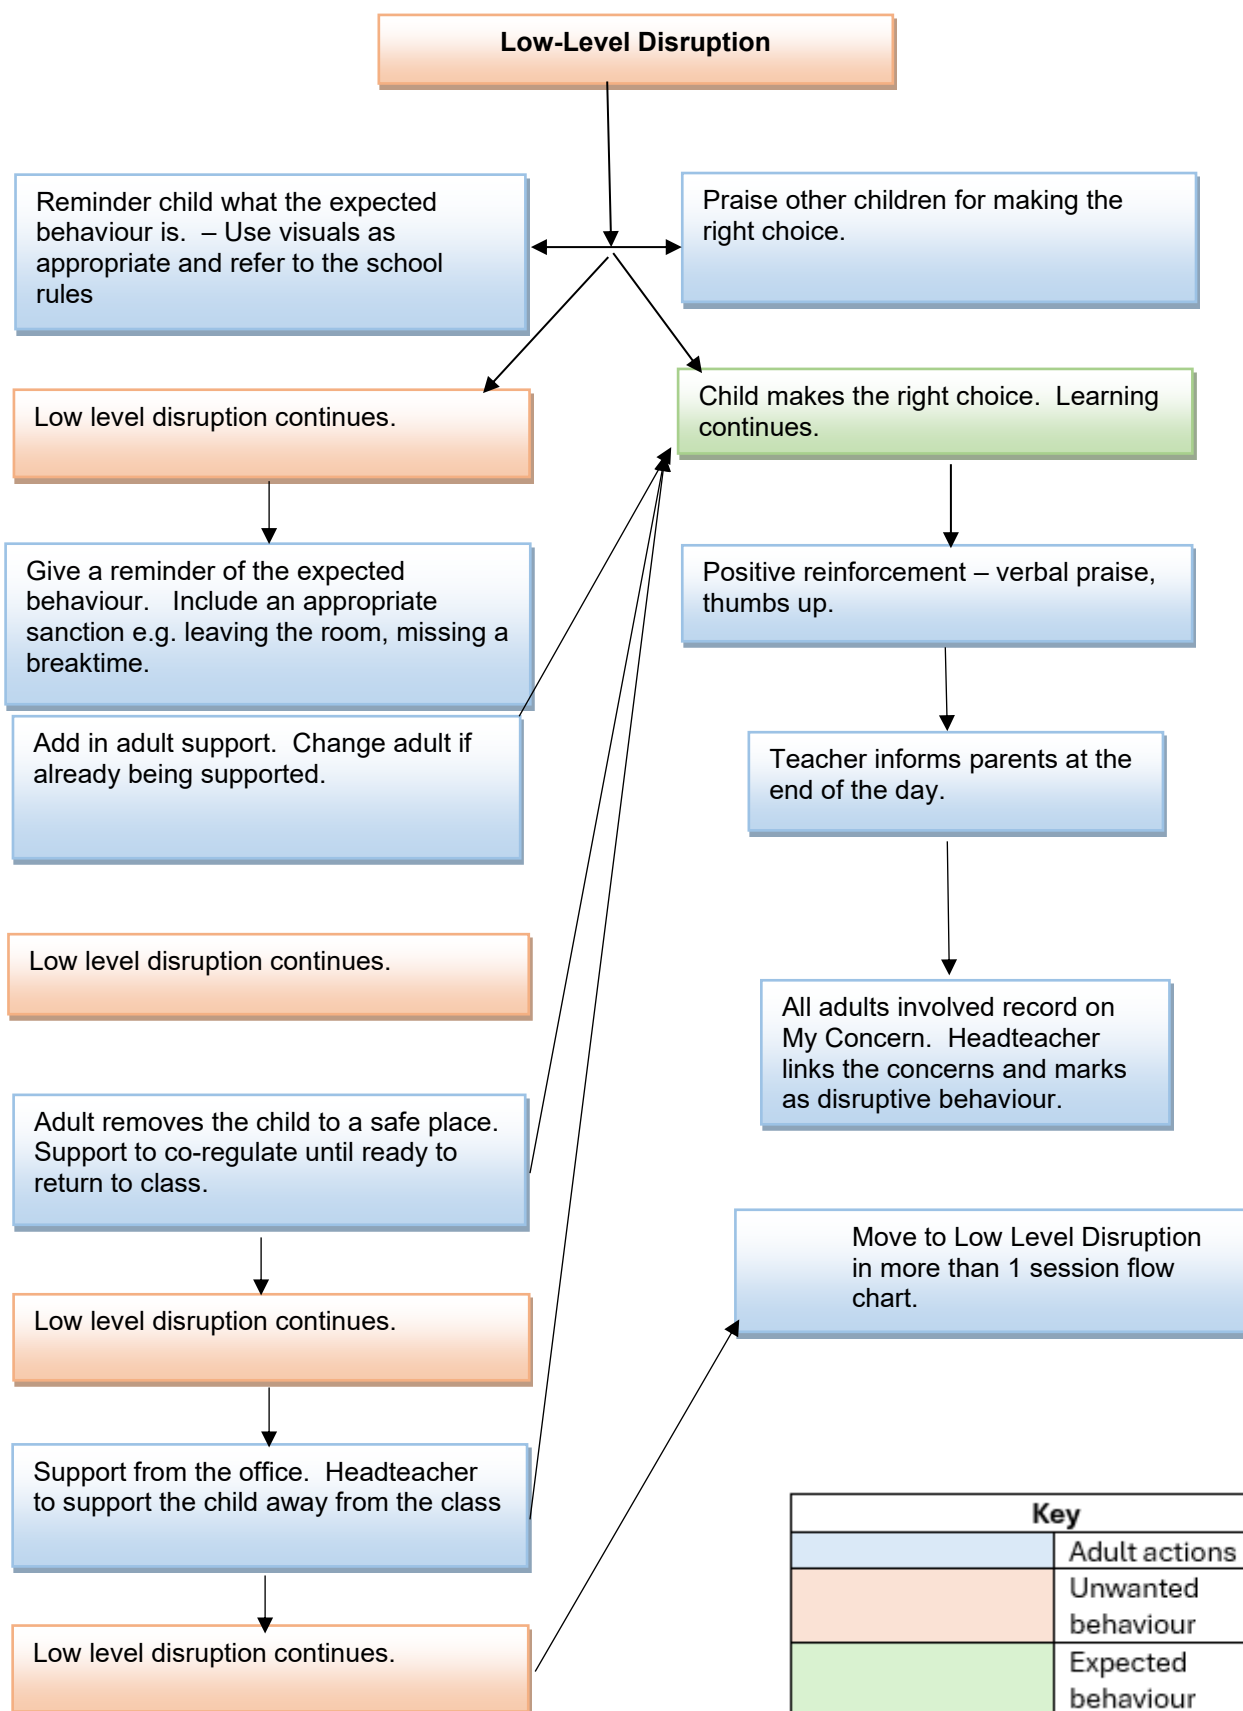 Low-Level Disruption
Reminder child what the expected
behaviour is.  – Use visuals as
appropriate and refer to the school
rules
Praise other children for making the
right choice.
Low level disruption continues.
Child makes the right choice.  Learning
continues.
Give a reminder of the expected
behaviour.   Include an appropriate
sanction e.g. leaving the room, missing a
breaktime.
Positive reinforcement – verbal praise,
thumbs up.
Add in adult support.  Change adult if
already being supported.
Teacher informs parents at the
end of the day.
Low level disruption continues.
All adults involved record on
My Concern.  Headteacher
links the concerns and marks
as disruptive behaviour.
Adult removes the child to a safe place.
Support to co-regulate until ready to
return to class.
Move to Low Level Disruption
in more than 1 session flow
chart.
Low level disruption continues.
Support from the office.  Headteacher
to support the child away from the class
Low level disruption continues.
Key
Adult actions
Unwanted
behaviour
Expected
behaviour